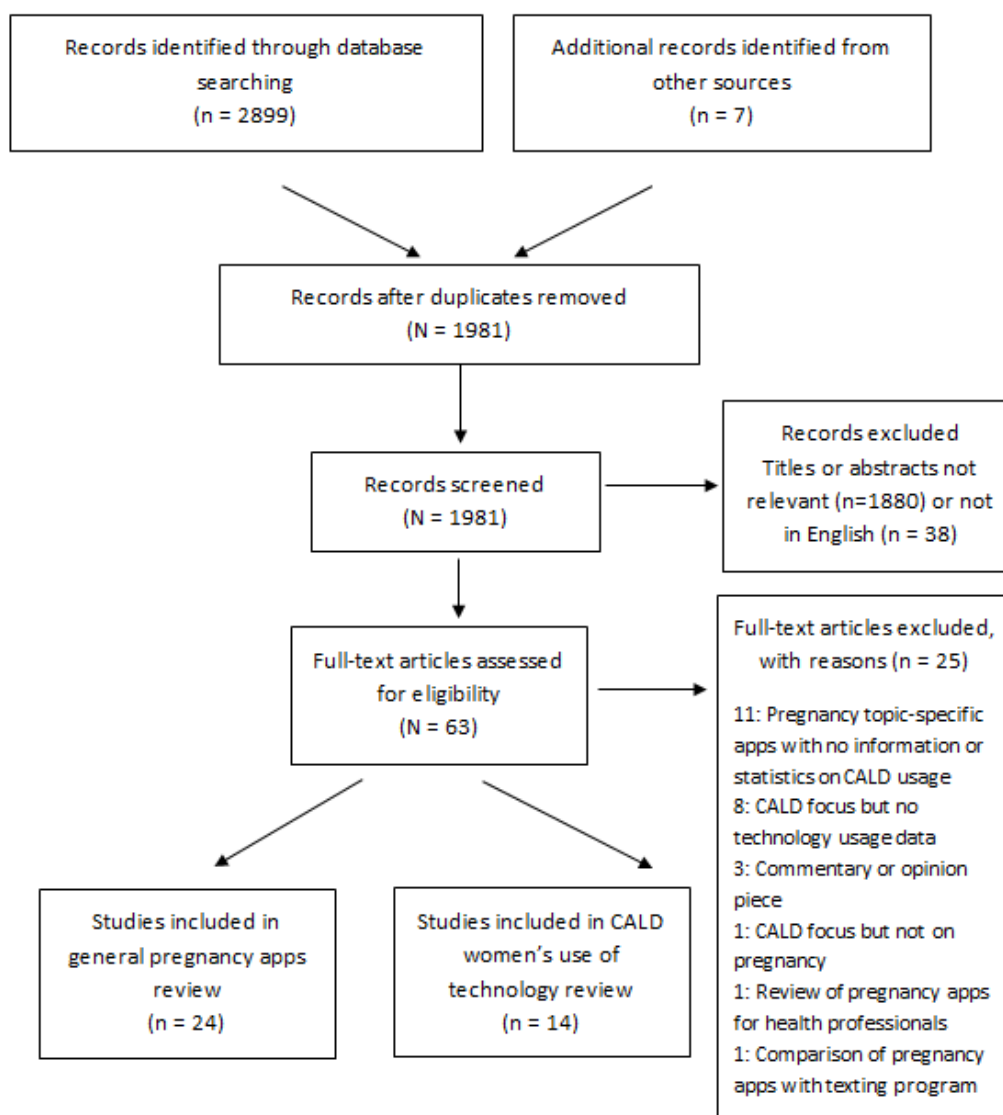 Records identified through database
searching
(n = 2899)
Additional records identified from
other sources
(n = 7)
Records after duplicates removed
(N = 1981)
Records screened
(N = 1981)
Records excluded
Titles or abstracts not
relevant (n=1880) or not
in English (n = 38)
Full-text articles assessed
for eligibility
(N = 63)
Full-text articles excluded,
with reasons (n = 25)
11: Pregnancy topic-specific
apps with no information or
statistics on CALD usage
8: CALD focus but no
technology usage data
3: Commentary or opinion
piece
1: CALD focus but not on
pregnancy
1: Review of pregnancy apps
for health professionals
1: Comparison of pregnancy
apps with texting program
Studies included in
general pregnancy apps
review
(n = 24)
Studies included in CALD
women's use of
technology review
(n = 14)